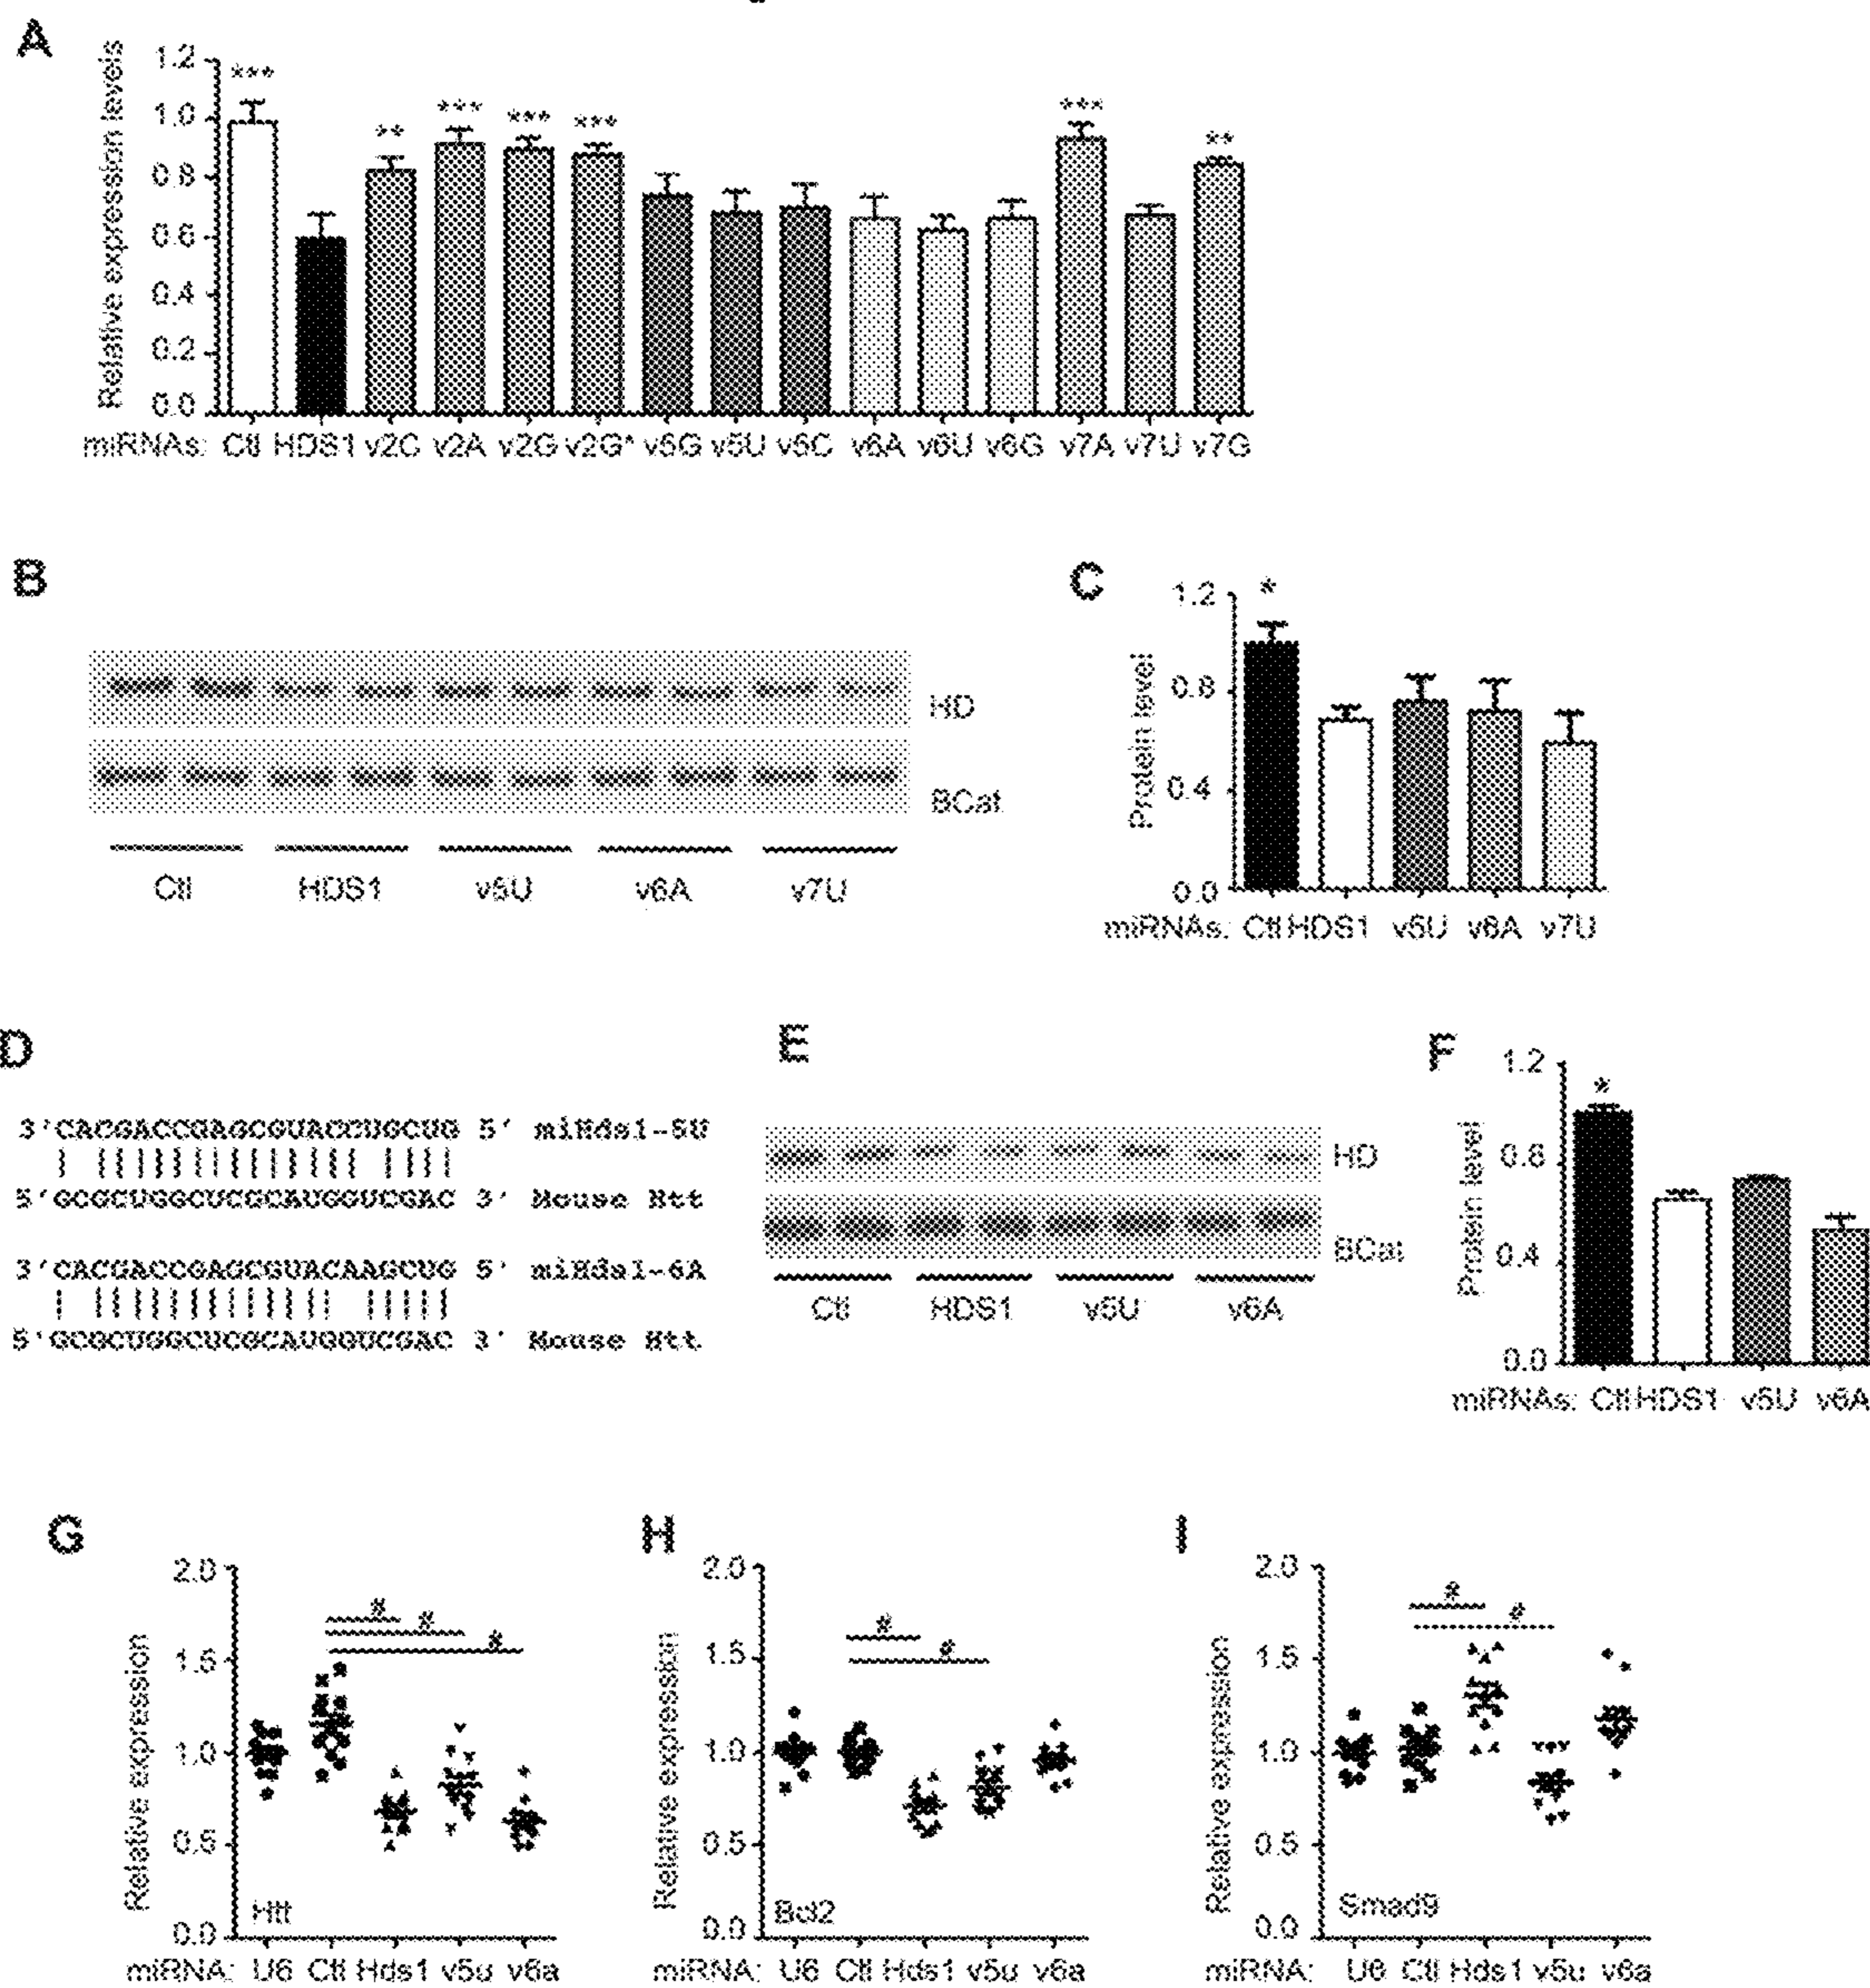 A
Relative expression levels
1.2
1.0
0.8
0.6
0.4
0.2
0.0
*** ** *** *** *** *** **
miRNAs: Ctl HDS1 v2C v2A v2G v2G* v5G v5U v5C v6A v6U v6G v7A v7U v7G
B
HD
BCat
Ctl HDS1 v5U v6A v7U
C
Protein level
1.2
0.8
0.4
0.0
*
miRNAs: Ctl HDS1 v5U v6A v7U
D
3'CACGACCGAGCGUACCUGCUG 5' miHds1-5U
5'GCGCUGGCUCGCAUGGUCGAC 3' Mouse Htt
3'CACGACCGAGCGUACAAGCUG 5' miHds1-6A
5'GCGCUGGCUCGCAUGGUCGAC 3' Mouse Htt
E
HD
BCat
Ctl HDS1 v5U v6A
F
Protein level
1.2
0.8
0.4
0.0
*
miRNAs: Ctl HDS1 v5U v6A
G
Relative expression
2.0
1.5
1.0
0.5
0.0
# # #
Htt
miRNA: U6 Ctl Hds1 v5u v6a
H
Relative expression
2.0
1.5
1.0
0.5
0.0
# #
Bcl2
miRNA: U6 Ctl Hds1 v5u v6a
I
Relative expression
2.0
1.5
1.0
0.5
0.0
# #
Smad9
miRNA: U6 Ctl Hds1 v5u v6a